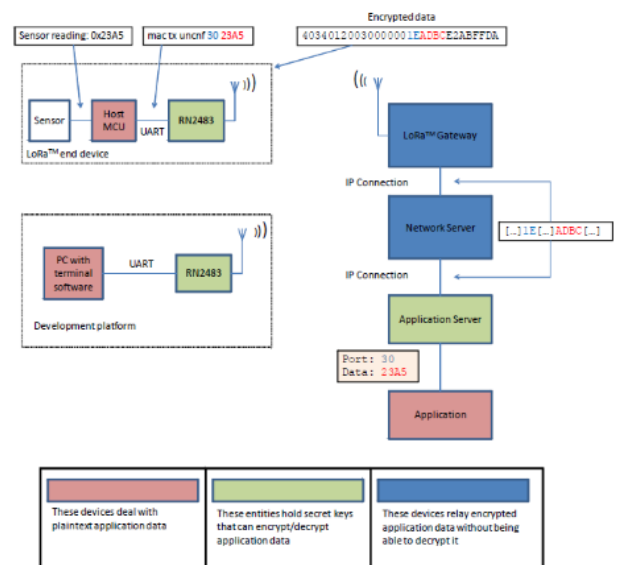 Encrypted data
Sensor reading: 0x23A5
mac tx uncnf 30 23A5
40340120030000001EADBCE2ABFFDA
Sensor
Host
MCU
UART
RN2483
LoRa™ end device
LoRa™ Gateway
IP Connection
Network Server
[…]1E[…]ADBC[…]
IP Connection
PC with
terminal
software
UART
RN2483
Development platform
Application Server
Port: 30
Data: 23A5
Application
These devices deal with
plaintext application data
These entities hold secret keys
that can encrypt/decrypt
application data
These devices relay encrypted
application data without being
able to decrypt it